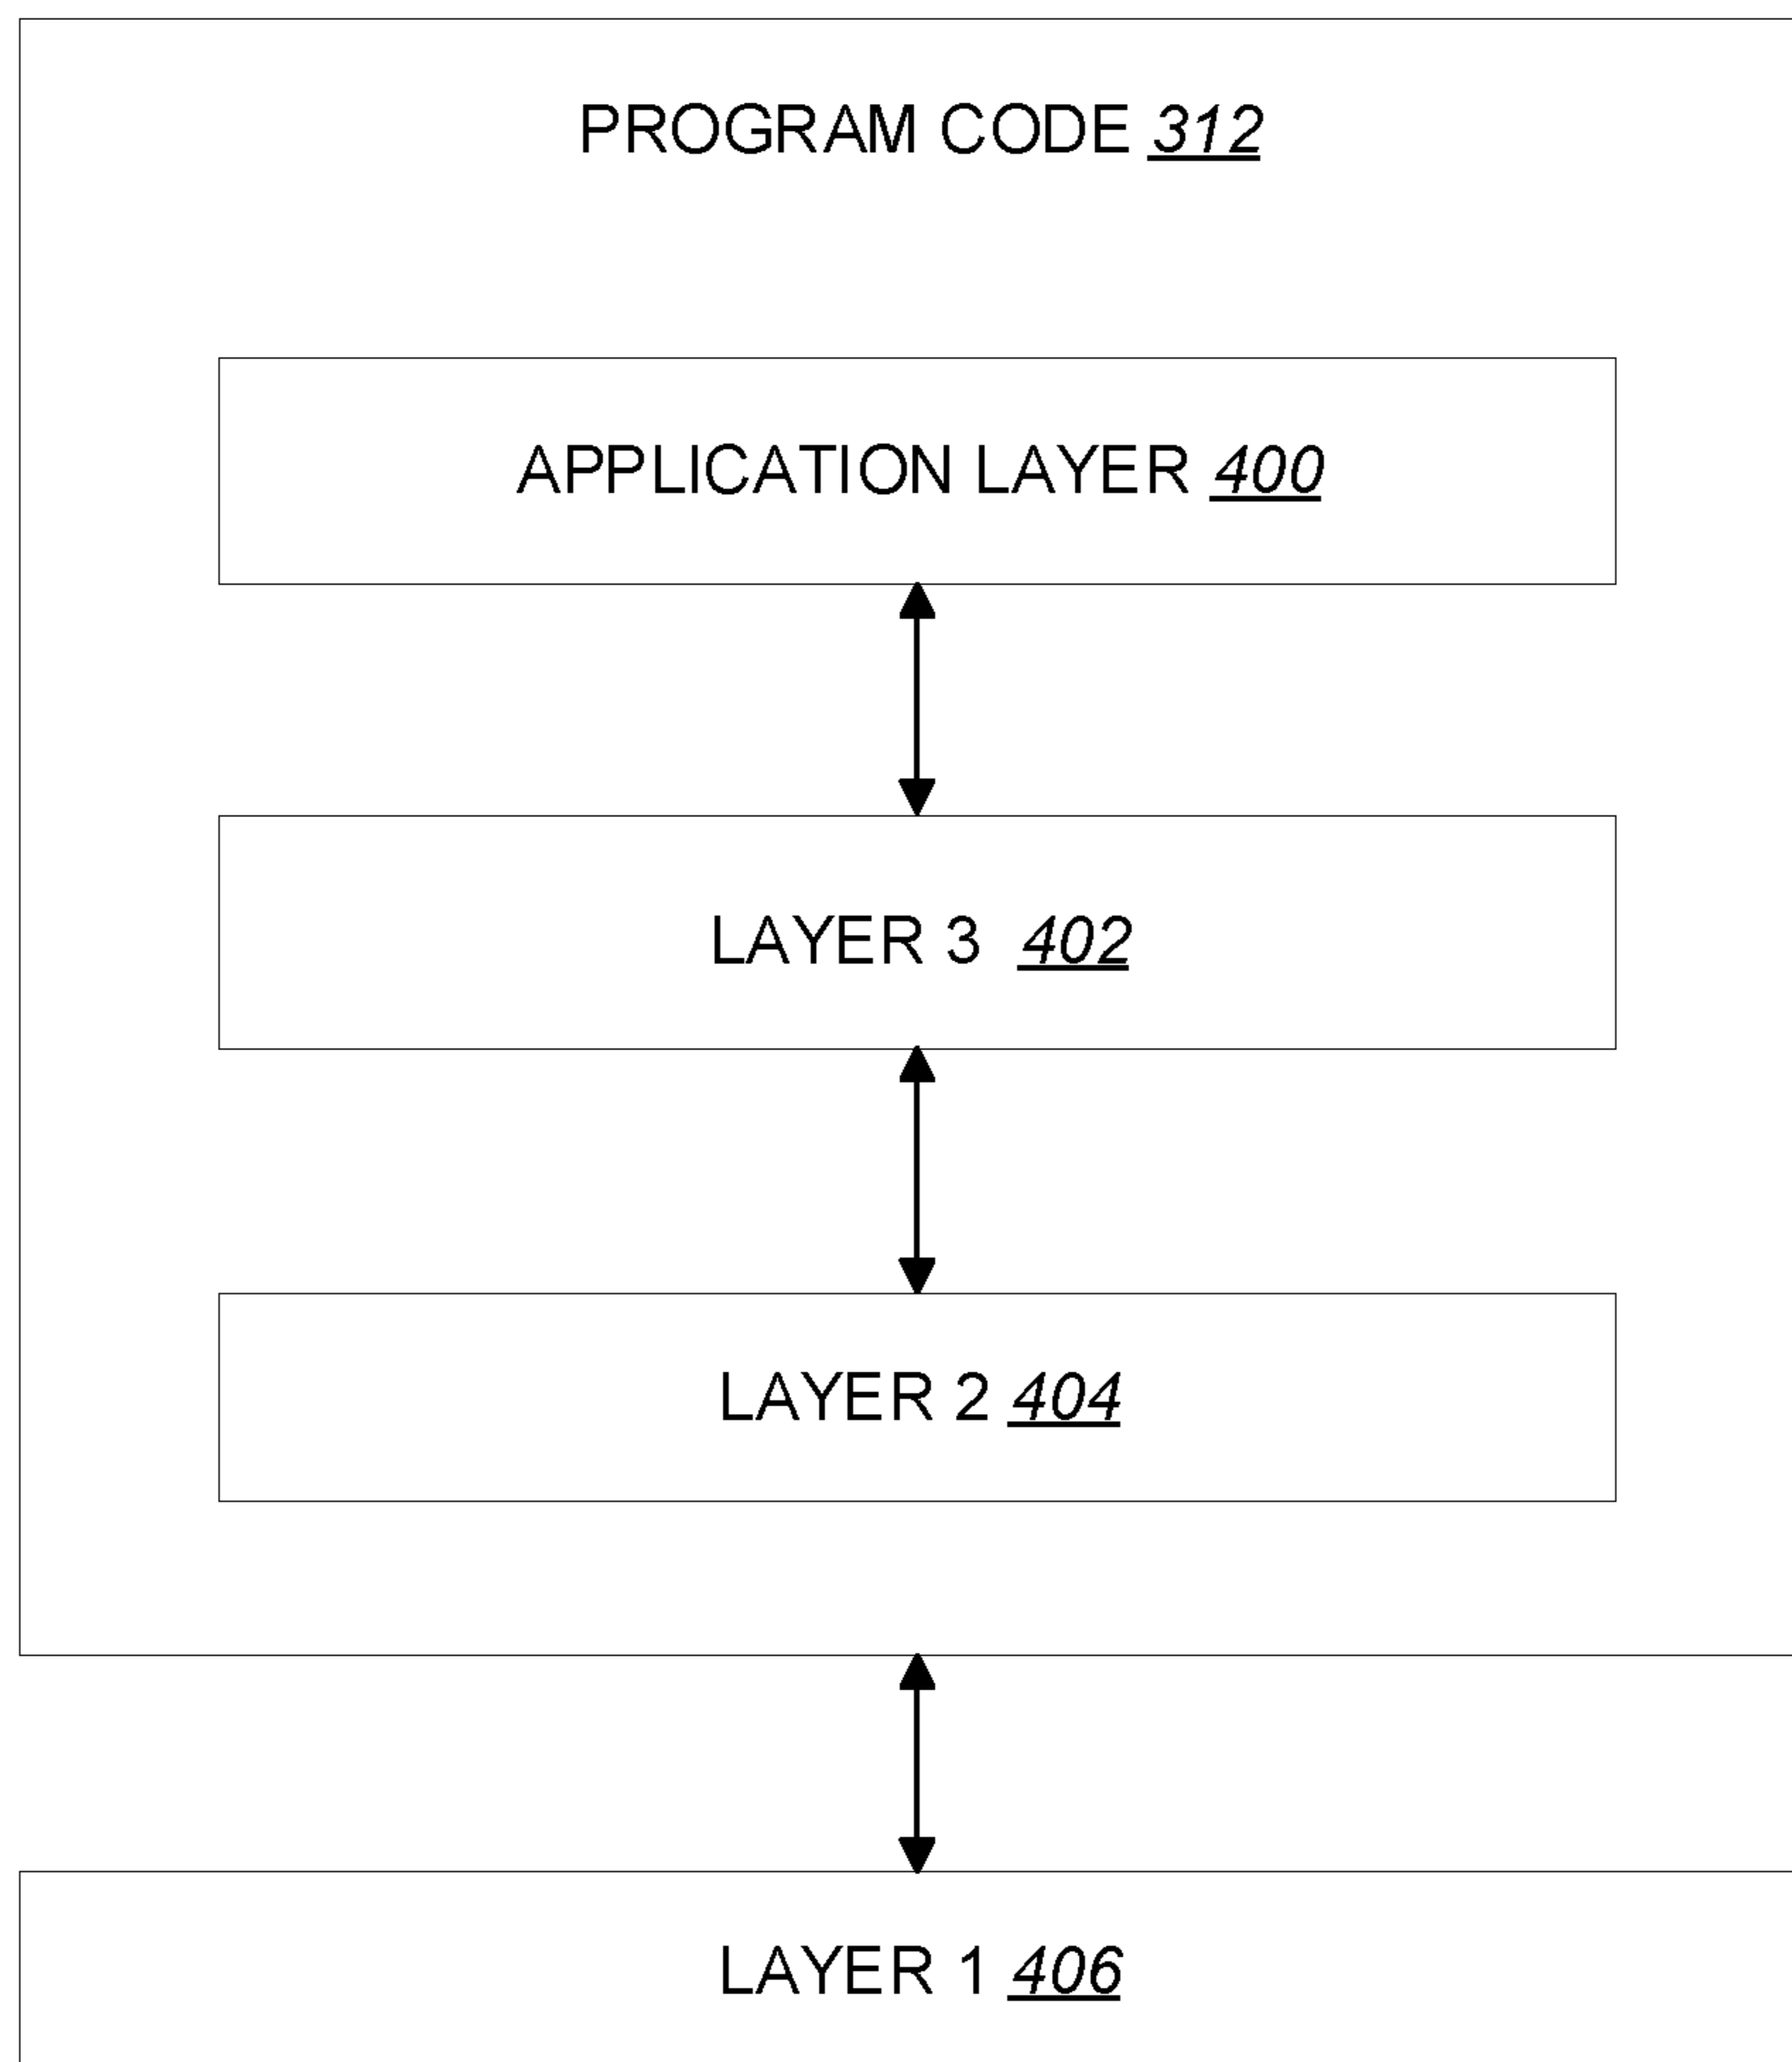 PROGRAM CODE 312
APPLICATION LAYER 400
LAYER 3 402
LAYER 2 404
LAYER 1 406